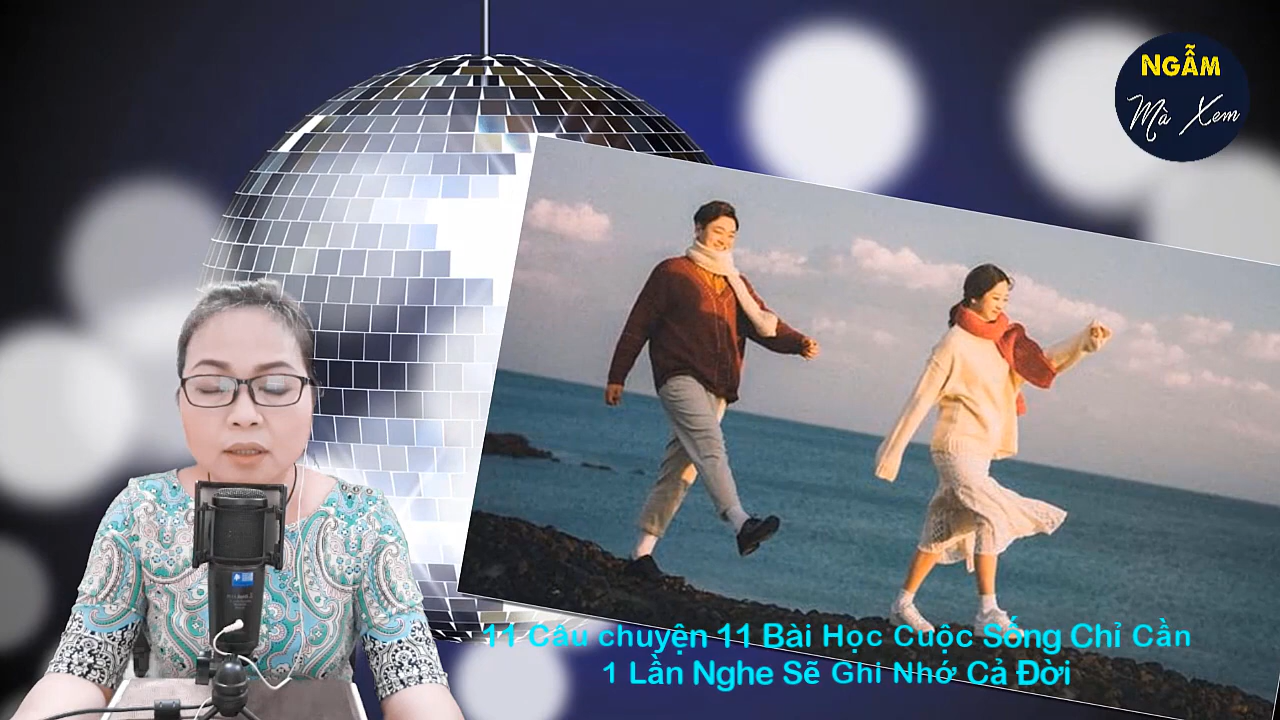 NGẪM
Mà Xem
11 Câu chuyện 11 Bài Học Cuộc Sống Chỉ Cần
1 Lần Nghe Sẽ Ghi Nhớ Cả Đời